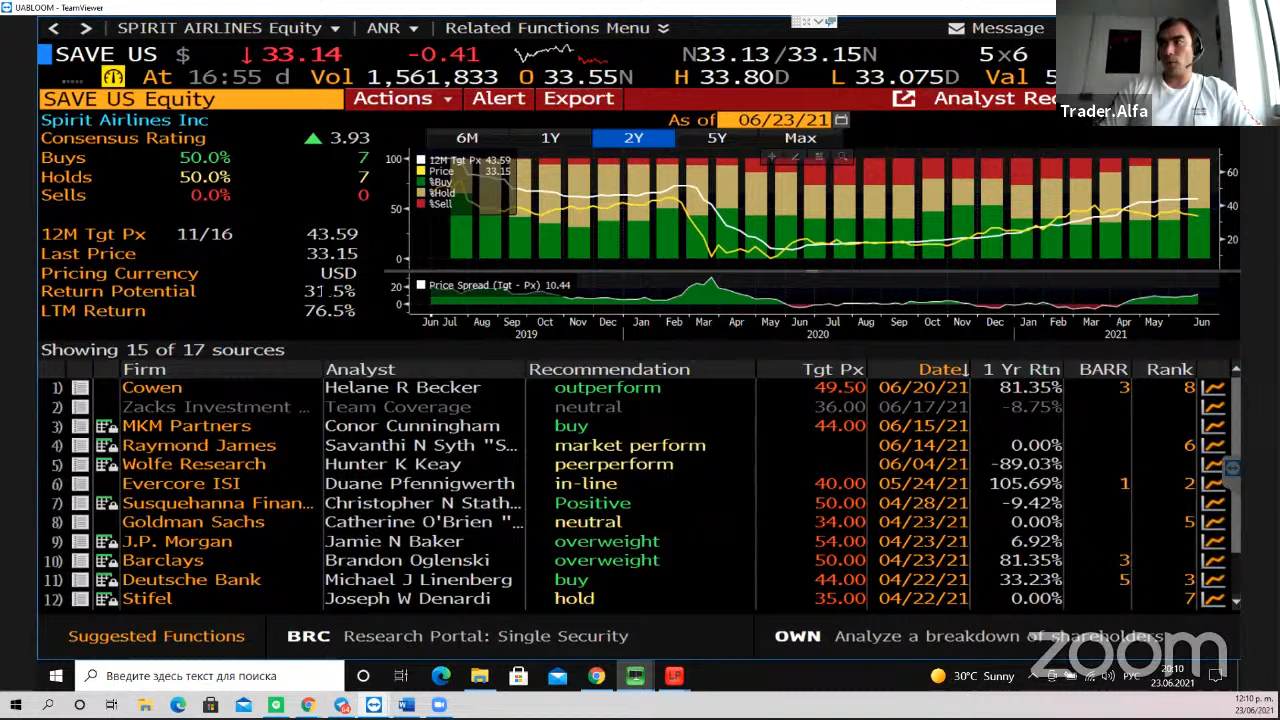 UABLOOM - TeamViewer
< > SPIRIT AIRLINES Equity ANR Related Functions Menu Message
SAVE US $ ↓ 33.14 -0.41 N33.13 /33.15N 5x6
At 16:55 d Vol 1,561,833 O 33.55N H 33.80D L 33.075D Val 5
SAVE US Equity Actions Alert Export Analyst Rec
Trader.Alfa
Spirit Airlines Inc As of 06/23/21
Consensus Rating ▲ 3.93 6M 1Y 2Y 5Y Max
Buys 50.0% 7
Holds 50.0% 7
Sells 0.0% 0
12M Tgt Px 11/16 43.59
Last Price 33.15
Pricing Currency USD
Return Potential 31.5%
LTM Return 76.5%
100
50
0
12M Tgt Px 43.59
Price 33.15
%Buy
%Hold
%Sell
60
40
20
Price Spread (Tgt - Px) 10.44
20
0
Jun Jul Aug Sep Oct Nov Dec Jan Feb Mar Apr May Jun Jul Aug Sep Oct Nov Dec Jan Feb Mar Apr May Jun
2019 2020 2021
Showing 15 of 17 sources
Firm Analyst Recommendation Tgt Px Date↓ 1 Yr Rtn BARR Rank
1) Cowen Helane R Becker outperform 49.50 06/20/21 81.35% 3 8
2) Zacks Investment ... Team Coverage neutral 36.00 06/17/21 -8.75%
3) MKM Partners Conor Cunningham buy 44.00 06/15/21
4) Raymond James Savanthi N Syth "S... market perform 06/14/21 0.00% 6
5) Wolfe Research Hunter K Keay peerperform 06/04/21 -89.03%
6) Evercore ISI Duane Pfennigwerth in-line 40.00 05/24/21 105.69% 1 2
7) Susquehanna Finan... Christopher N Stath... Positive 50.00 04/28/21 -9.42%
8) Goldman Sachs Catherine O'Brien "... neutral 34.00 04/23/21 0.00% 5
9) J.P. Morgan Jamie N Baker overweight 54.00 04/23/21 6.92%
10) Barclays Brandon Oglenski overweight 50.00 04/23/21 81.35% 3
11) Deutsche Bank Michael J Linenberg buy 44.00 04/22/21 33.23% 5 3
12) Stifel Joseph W Denardi hold 35.00 04/22/21 0.00% 7
Suggested Functions BRC Research Portal: Single Security OWN Analyze a breakdown of shareholders
zoom
Введите здесь текст для поиска 30°C Sunny РУС 20:10
23.06.2021
12:10 p. m.
23/06/2021